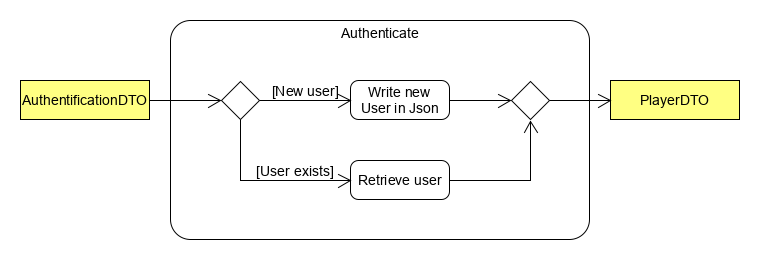 Authenticate
AuthentificationDTO
[New user]
Write new
User in Json
PlayerDTO
[User exists]
Retrieve user